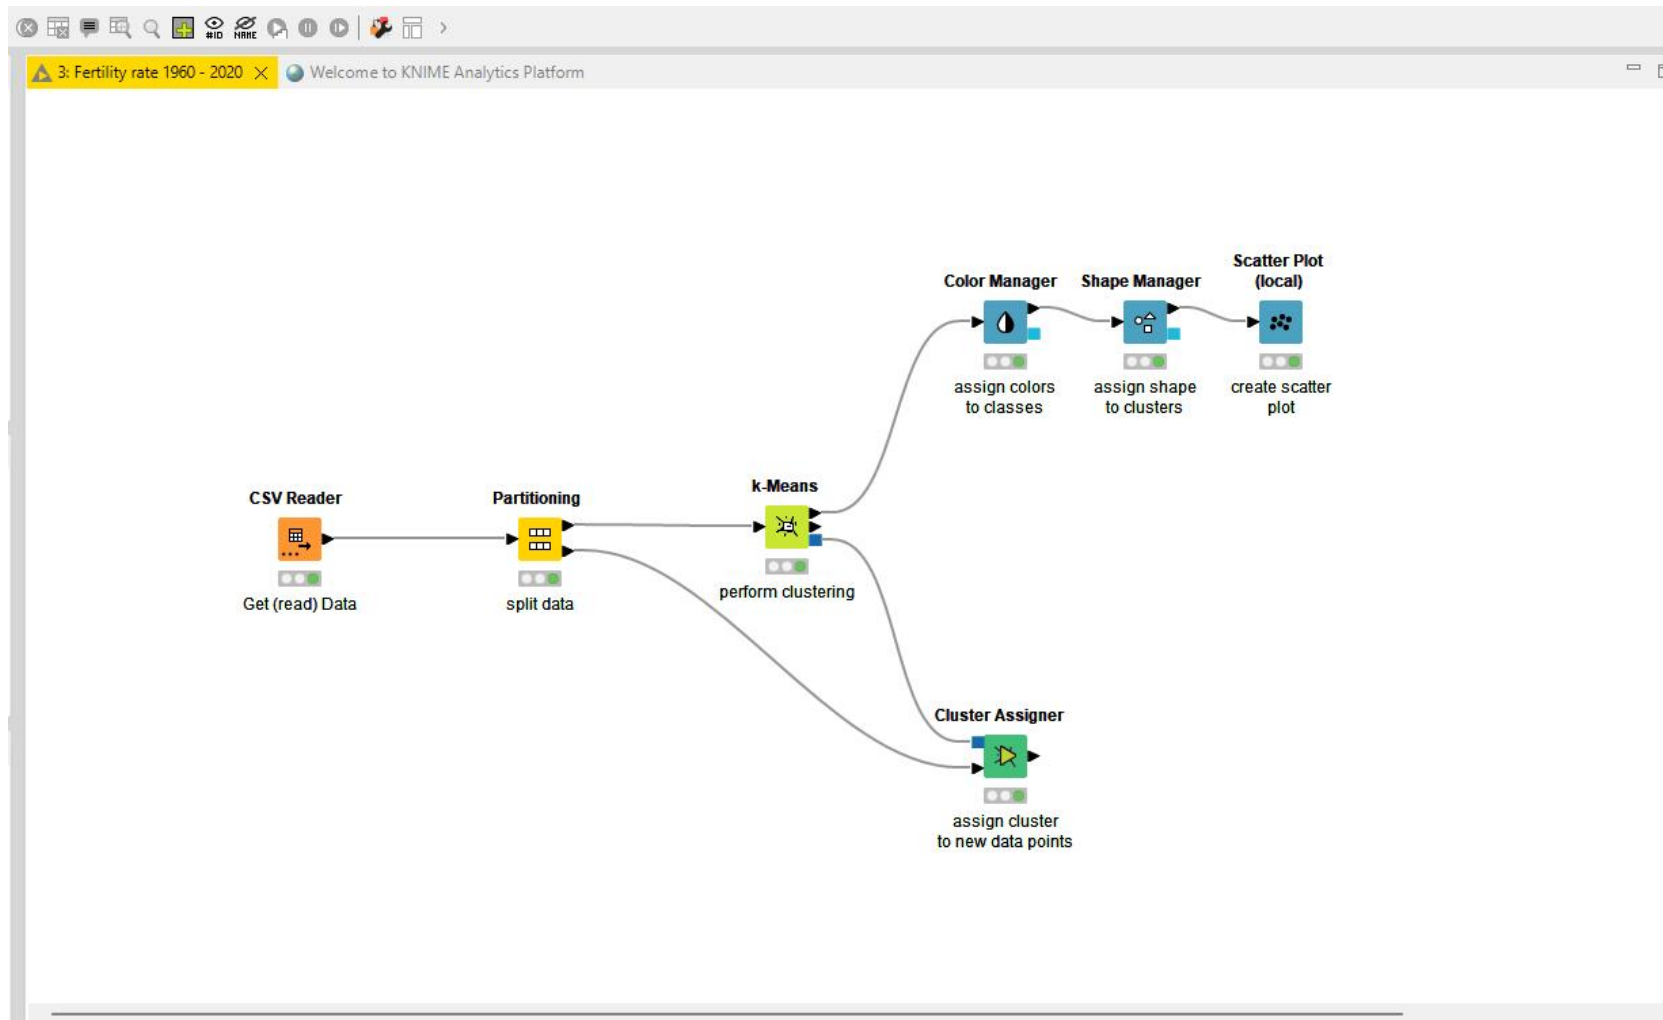 #ID
NAME
3: Fertility rate 1960 - 2020
Welcome to KNIME Analytics Platform
Scatter Plot
(local)
Color Manager
Shape Manager
assign colors
to classes
assign shape
to clusters
create scatter
plot
k-Means
CSV Reader
Partitioning
perform clustering
Get (read) Data
split data
Cluster Assigner
assign cluster
to new data points